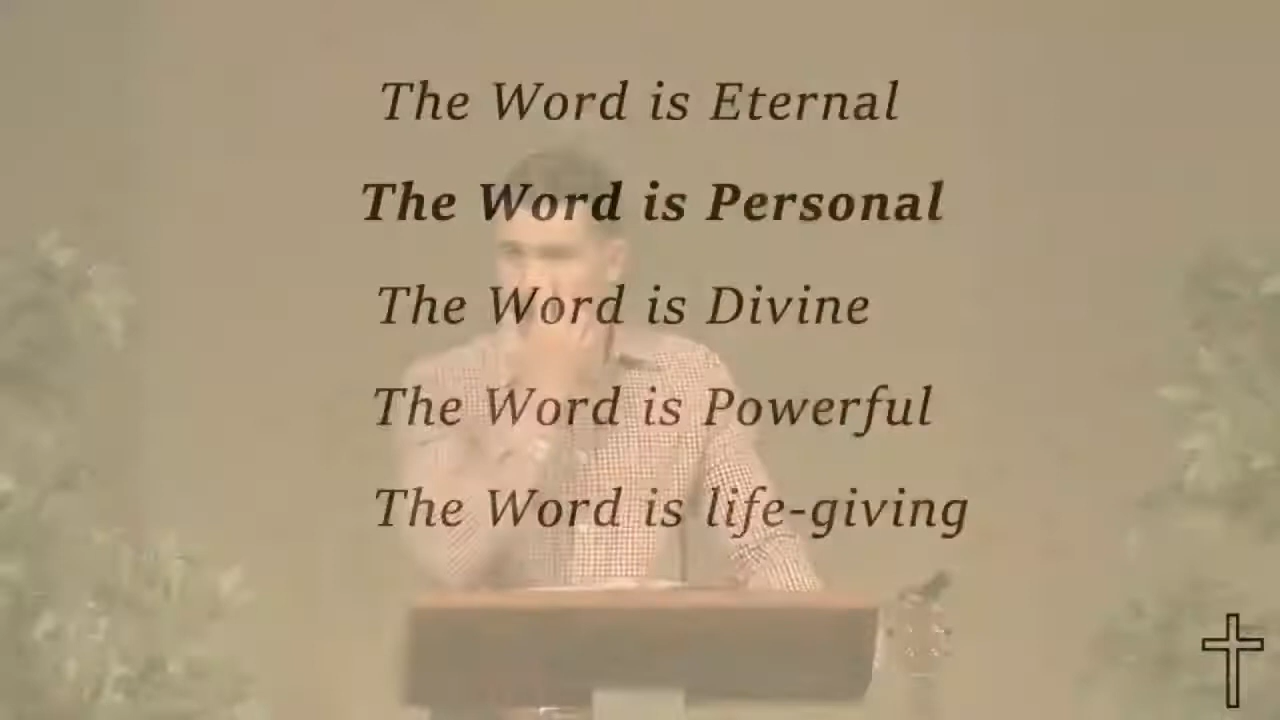 The Word is Eternal
The Word is Personal
The Word is Divine
The Word is Powerful
The Word is life-giving